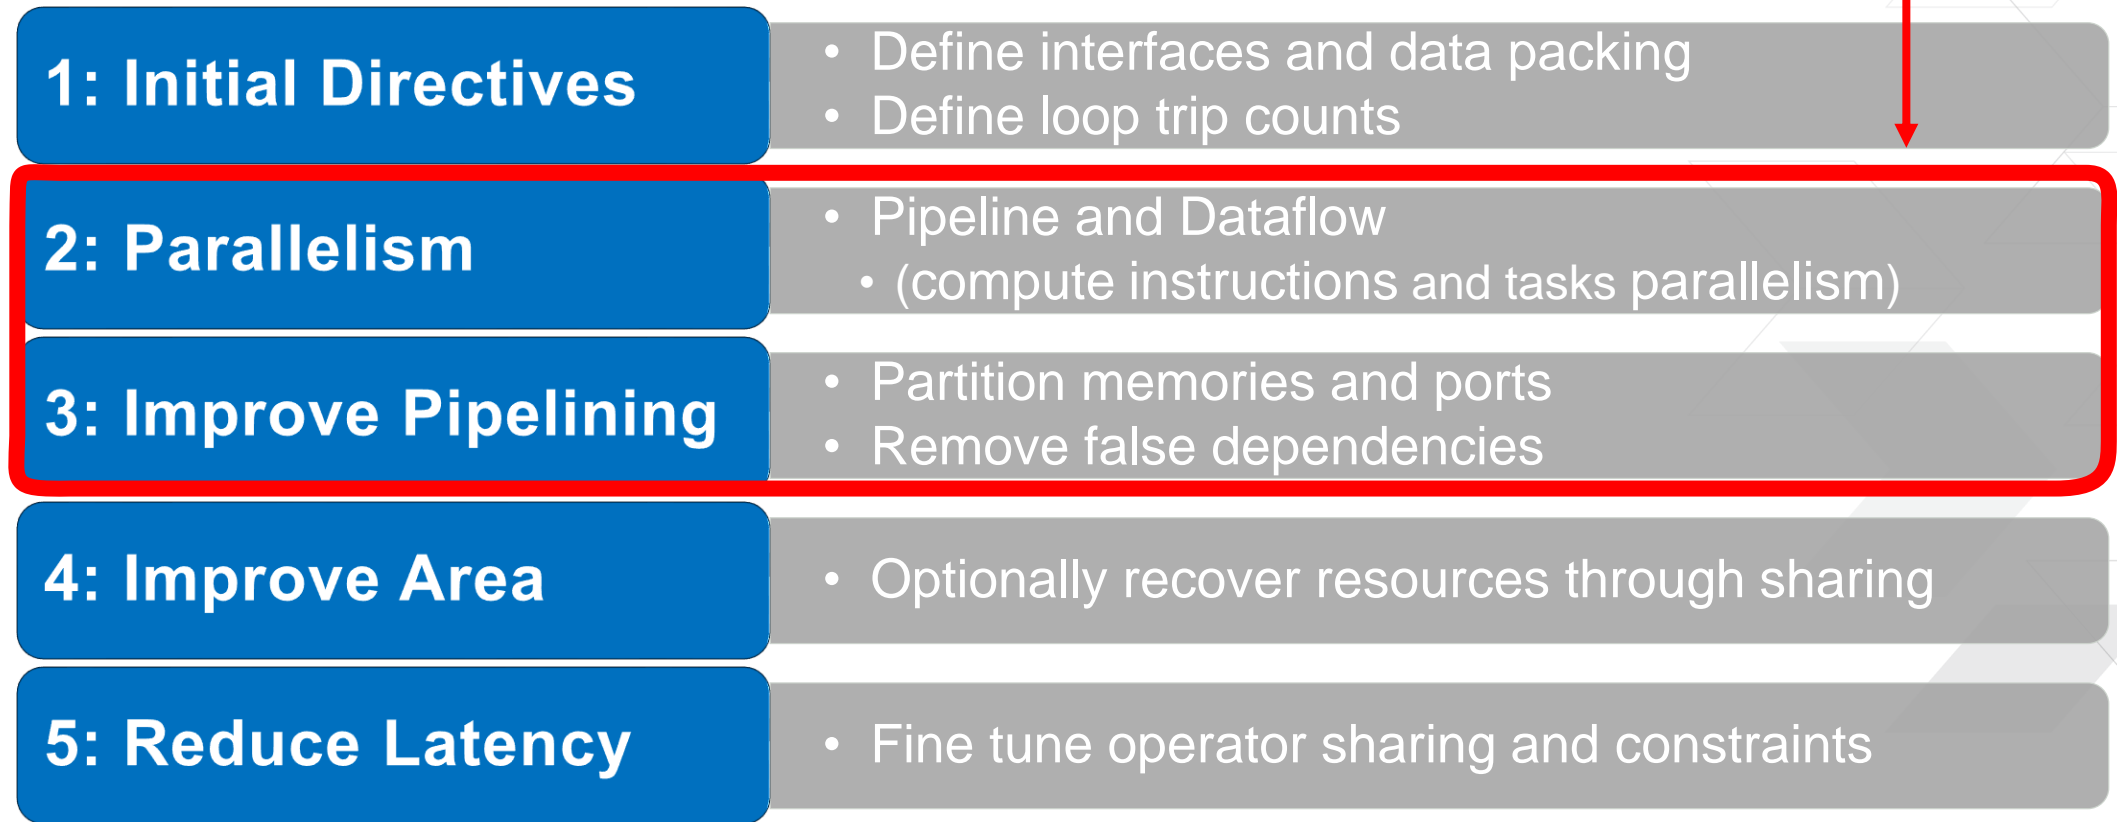 1: Initial Directives
• Define interfaces and data packing
• Define loop trip counts
2: Parallelism
• Pipeline and Dataflow
• (compute instructions and tasks parallelism)
3: Improve Pipelining
• Partition memories and ports
• Remove false dependencies
4: Improve Area
• Optionally recover resources through sharing
5: Reduce Latency
• Fine tune operator sharing and constraints